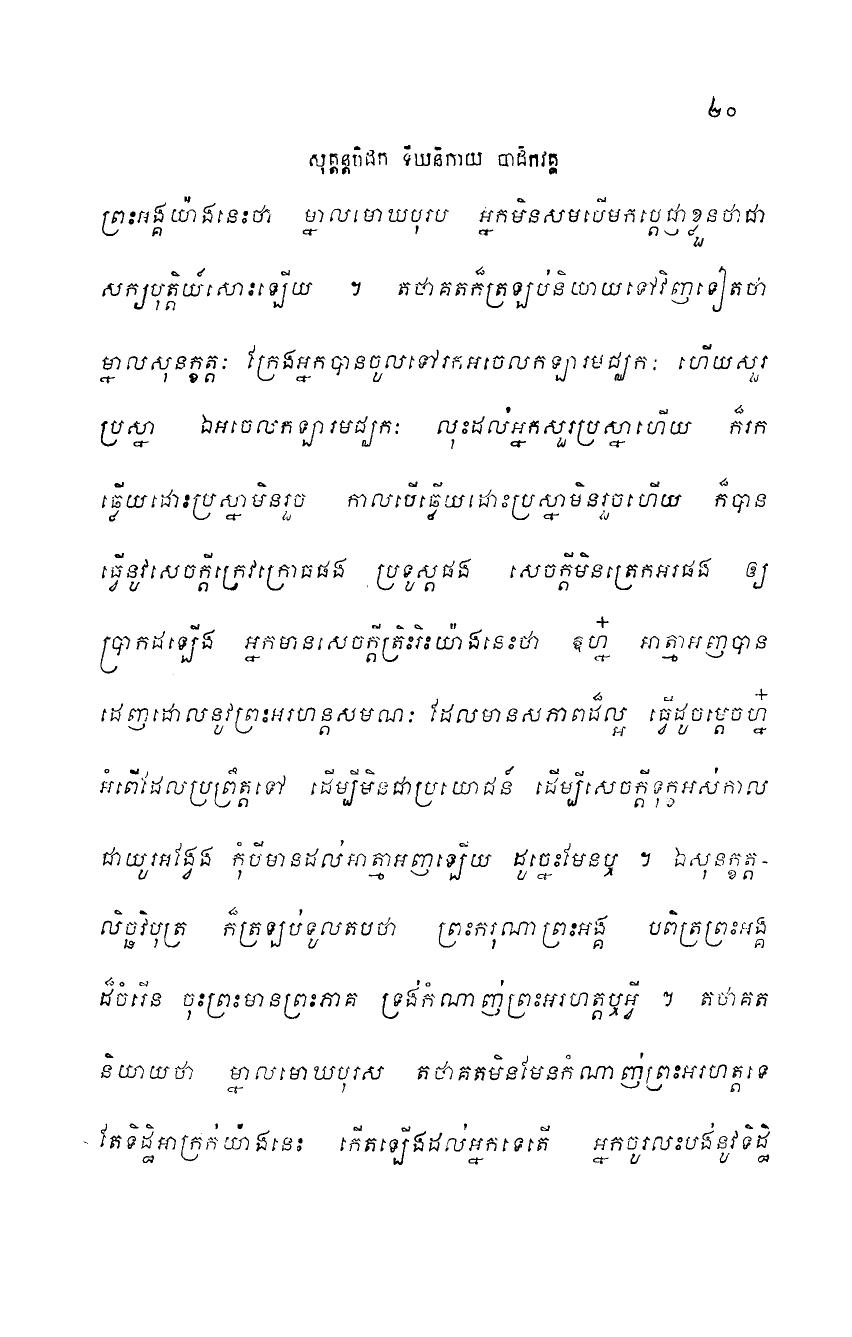 ២០
សុត្តន្តបិដក ទីឃនិកាយ បាដិកវគ្គ
ព្រះអង្គយ៉ាងនេះថា ម្នាលមោឃបុរប អ្នកមិនសមបើមកប្តេជ្ញាខ្លួនថាជា
សក្យបុត្តិយ៍សោះឡើយ ។ តថាគតក៏ត្រឡប់និយាយទៅវិញទៀតថា
ម្នាលសុនក្ខត្តៈ ក្រែងអ្នកបានចូលទៅរកអចេលកឡារមជ្ឈកៈ ហើយសួរ
ប្រស្នា ឯអចេលកឡារមជ្ឈកៈ លុះដល់អ្នកសួរប្រស្នាហើយ ក៏រក
ឆ្លើយដោះប្រស្នាមិនរួច កាលបើឆ្លើយដោះប្រស្នាមិនរួចហើយ ក៏បាន
ធ្វើនូវសេចក្តីក្រេវក្រោធផង ប្រទូស្តផង សេចក្តីមិនត្រេកអរផង ឲ្យ
ប្រាកដឡើង អ្នកមានសេចក្តីត្រិះរិះយ៉ាងនេះថា ឧហ្ន៎ អាត្មាអញបាន
ដេញដោលនូវព្រះអរហន្តសមណៈ ដែលមានសភាពដ៏ល្អ ធ្វើដូចម្តេចហ្ន៎
អំពើដែលប្រព្រឹត្តទៅ ដើម្បីមិនជាប្រយោជន៍ ដើម្បីសេចក្តីទុក្ខអស់កាល
ជាយូរអង្វែង កុំបីមានដល់អាត្មាអញឡើយ ដូច្នេះមែនឬ ។ ឯសុនក្ខត្ត-
លិច្ឆវិបុត្រ ក៏ត្រឡប់ទូលតបថា ព្រះករុណាព្រះអង្គ បពិត្រព្រះអង្គ
ដ៏ចំរើន ចុះព្រះមានព្រះភាគ ទ្រង់កំណាញ់ព្រះអរហត្តឬអ្វី ។ តថាគត
និយាយថា ម្នាលមោឃបុរស តថាគតមិនមែនកំណាញ់ព្រះអរហត្តទេ
តែទិដ្ឋិអាក្រក់យ៉ាងនេះ កើតឡើងដល់អ្នកទេតើ អ្នកចូរលះបង់នូវទិដ្ឋិ